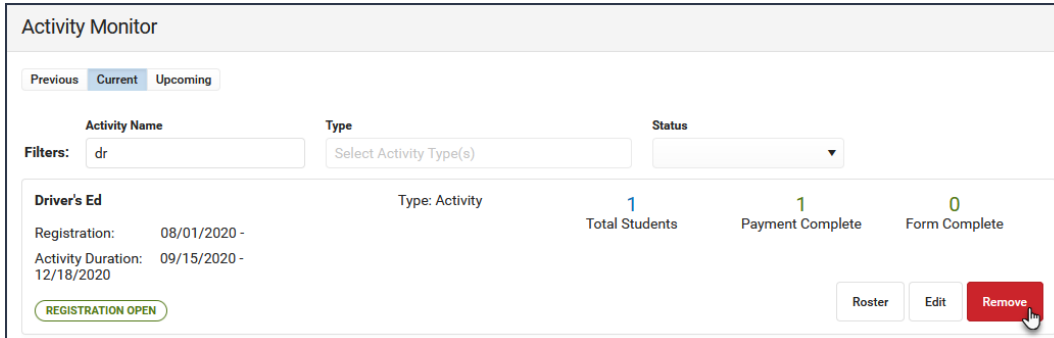 Activity Monitor
Previous Current Upcoming
Activity Name Type Status
Filters: dr Select Activity Type(s)
Driver's Ed Type: Activity 1 1 0
Total Students Payment Complete Form Complete
Registration: 08/01/2020 -
Activity Duration: 09/15/2020 -
12/18/2020
REGISTRATION OPEN
Roster Edit Remove